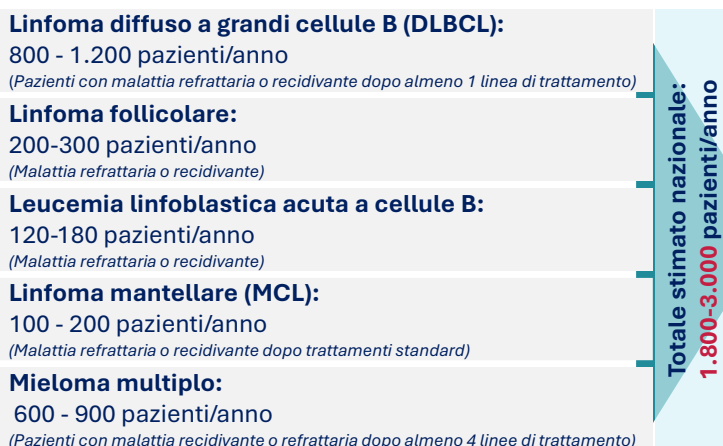 Linfoma diffuso a grandi cellule B (DLBCL):
800 - 1.200 pazienti/anno
(Pazienti con malattia refrattaria o recidivante dopo almeno 1 linea di trattamento)
Linfoma follicolare:
200-300 pazienti/anno
(Malattia refrattaria o recidivante)
Leucemia linfoblastica acuta a cellule B:
120-180 pazienti/anno
(Malattia refrattaria o recidivante)
Linfoma mantellare (MCL):
100 - 200 pazienti/anno
(Malattia refrattaria o recidivante dopo trattamenti standard)
Mieloma multiplo:
600 - 900 pazienti/anno
(Pazienti con malattia recidivante o refrattaria dopo almeno 4 linee di trattamento)
Totale stimato nazionale:
1.800-3.000 pazienti/anno